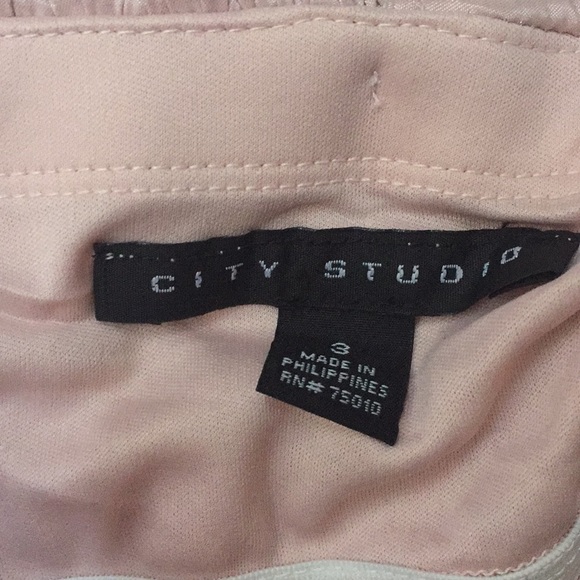 CITY STUDIO
3
MADE IN
PHILIPPINES
RN# 75010